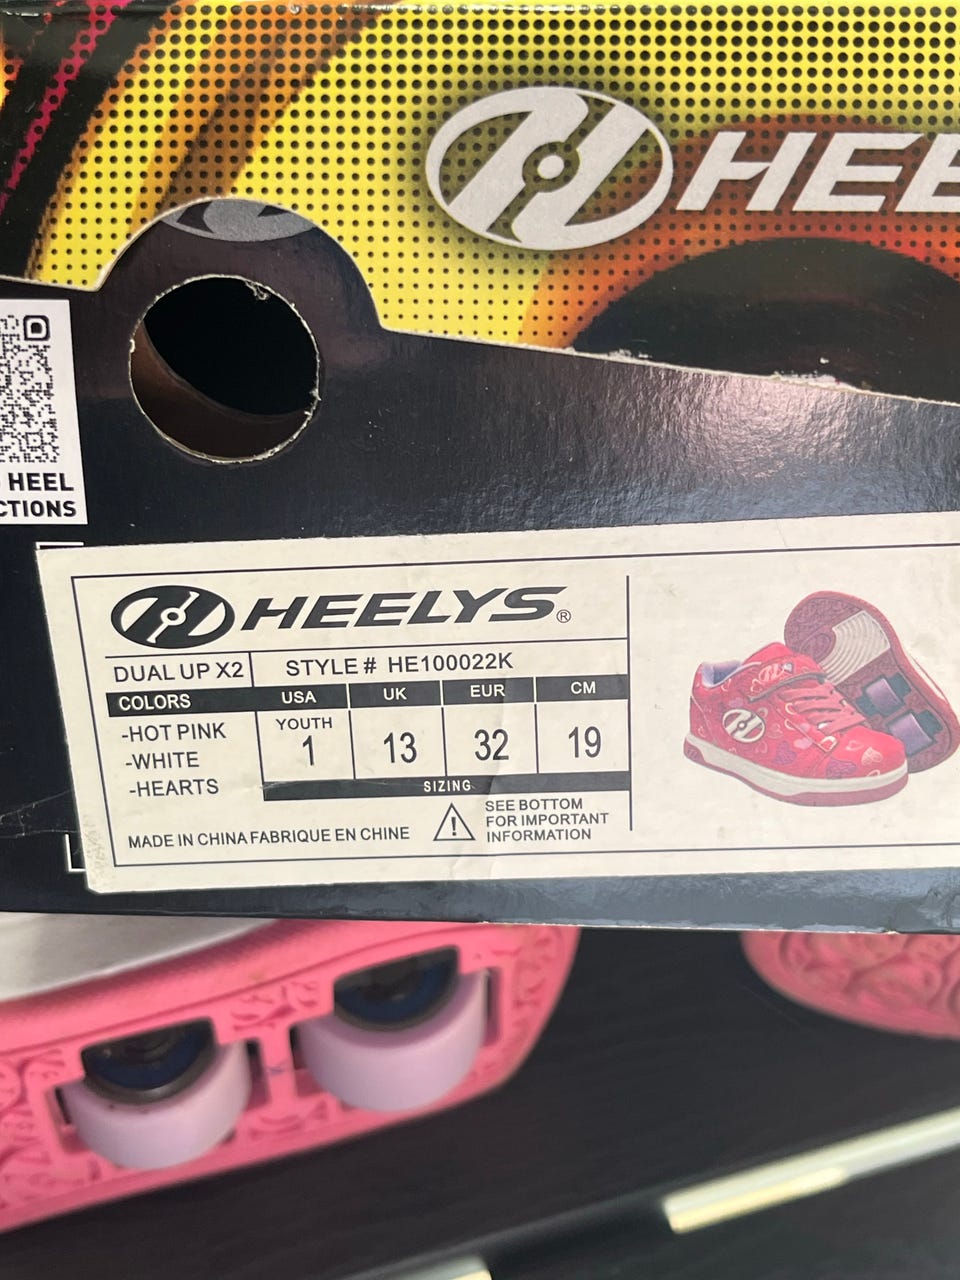 HEE
HEEL
CTIONS
HEELYS®
DUAL UP X2
STYLE # HE100022K
COLORS
USA
UK
EUR
CM
-HOT PINK
-WHITE
-HEARTS
YOUTH
1
13
32
19
SIZING
MADE IN CHINA FABRIQUE EN CHINE
SEE BOTTOM
FOR IMPORTANT
INFORMATION